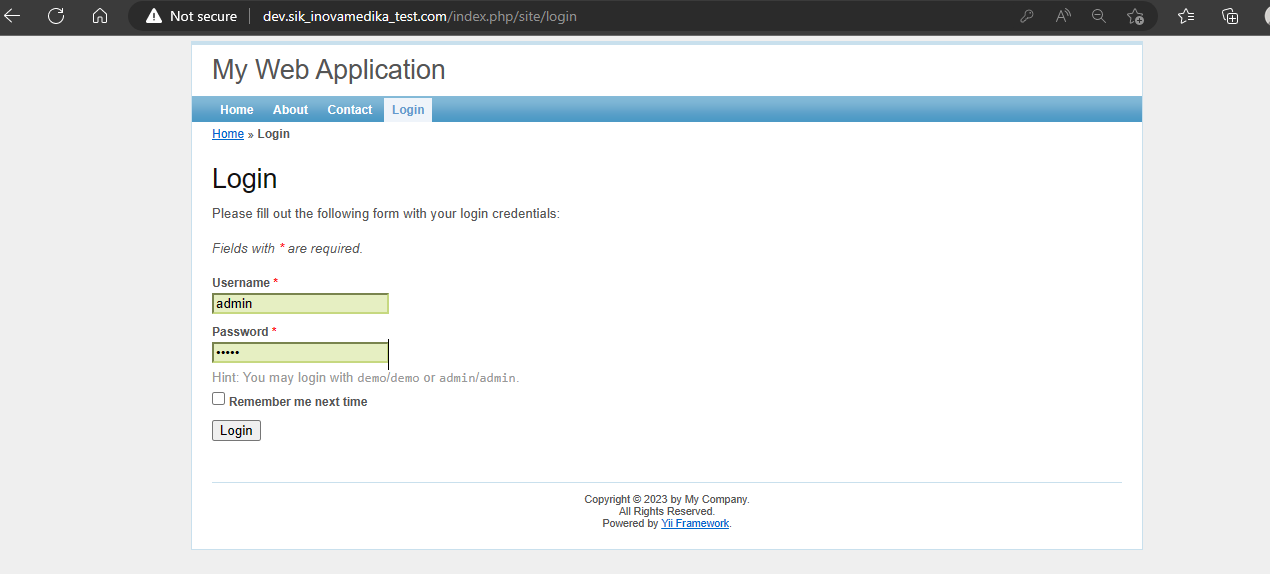 Not secure dev.sik_inovamedika_test.com/index.php/site/login
My Web Application
Home About Contact Login
Home » Login
Login
Please fill out the following form with your login credentials:
Fields with * are required.
Username *
admin
Password *
•••••
Hint: You may login with demo/demo or admin/admin.
Remember me next time
Login
Copyright © 2023 by My Company.
All Rights Reserved.
Powered by Yii Framework.